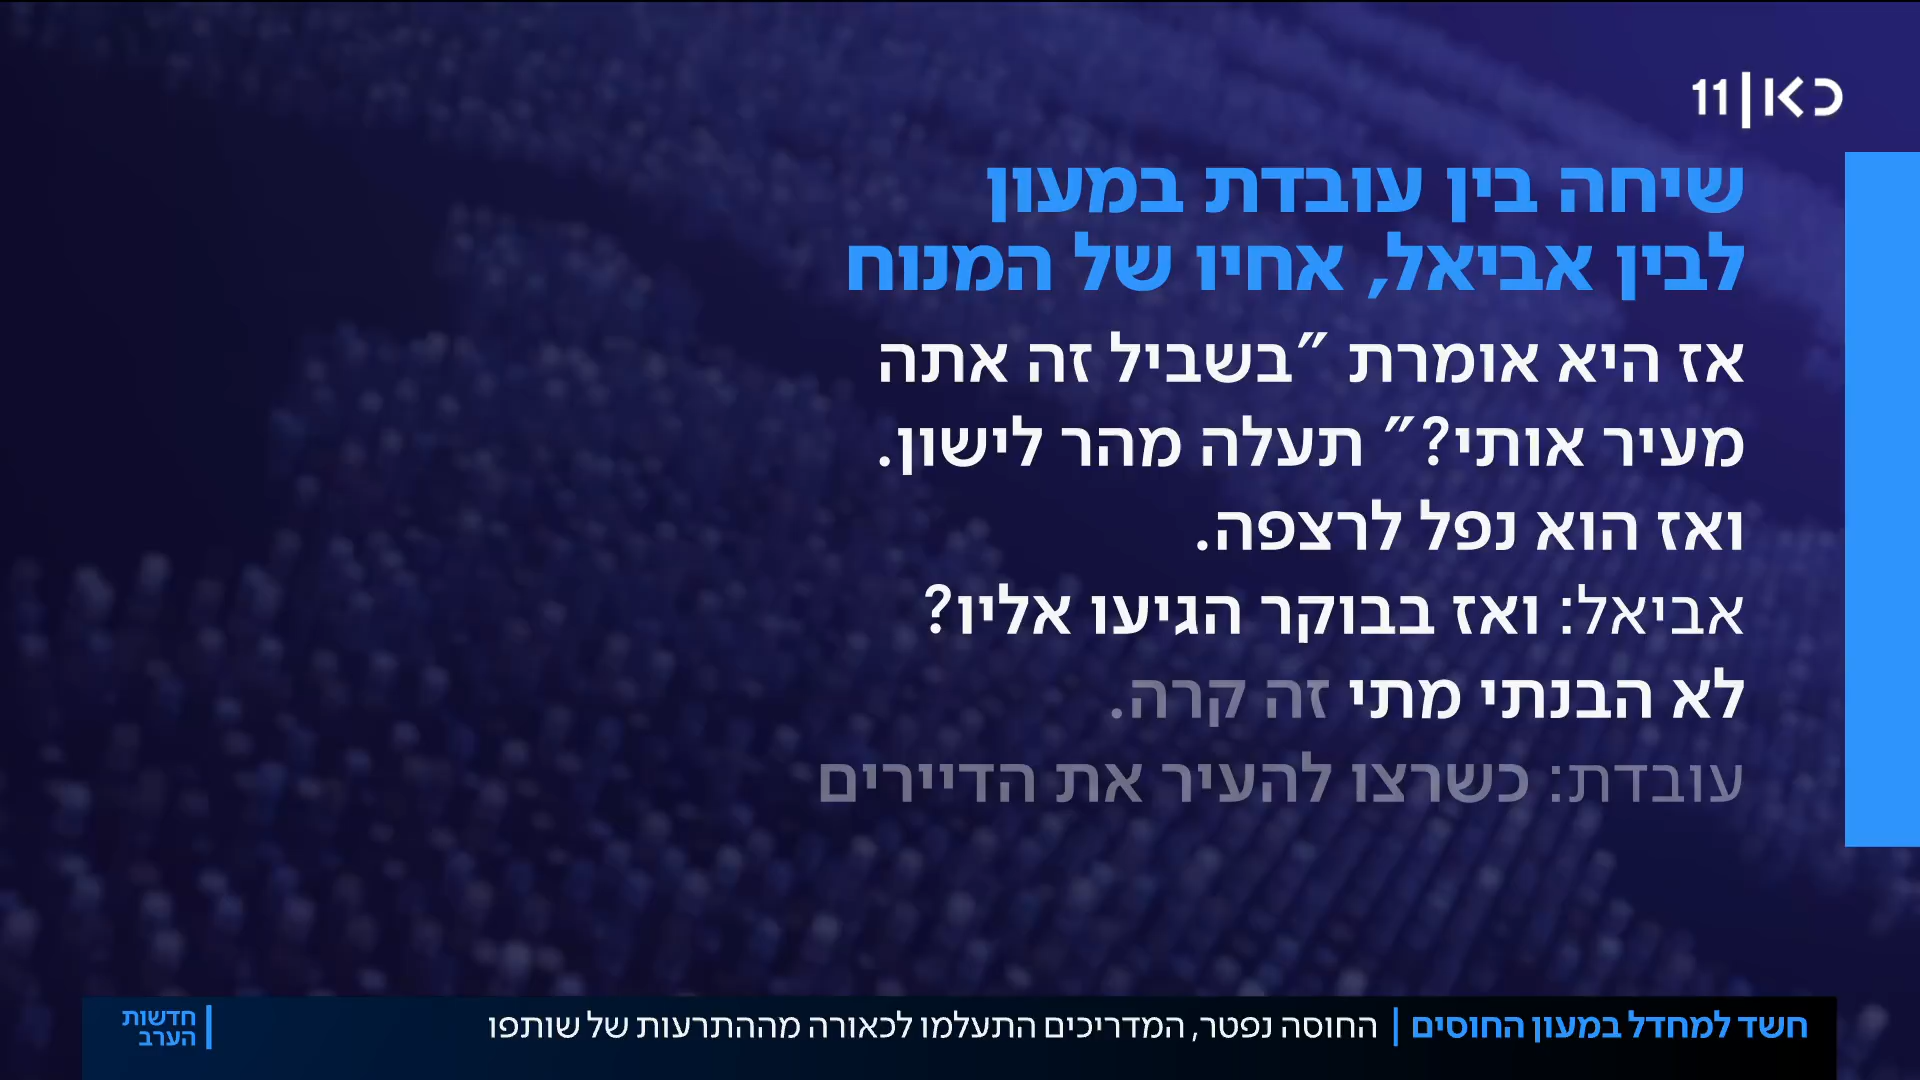 כאן|11
שיחה בין עובדת במעון
לבין אביאל, אחיו של המנוח
אז היא אומרת "בשביל זה אתה
מעיר אותי?" תעלה מהר לישון.
ואז הוא נפל לרצפה.
אביאל: ואז בבוקר הגיעו אליו?
לא הבנתי מתי זה קרה.
עובדת: כשרצו להעיר את הדיירים
חשד למחדל במעון החוסים | החוסה נפטר, המדריכים התעלמו לכאורה מההתרעות של שותפו
חדשות
הערב